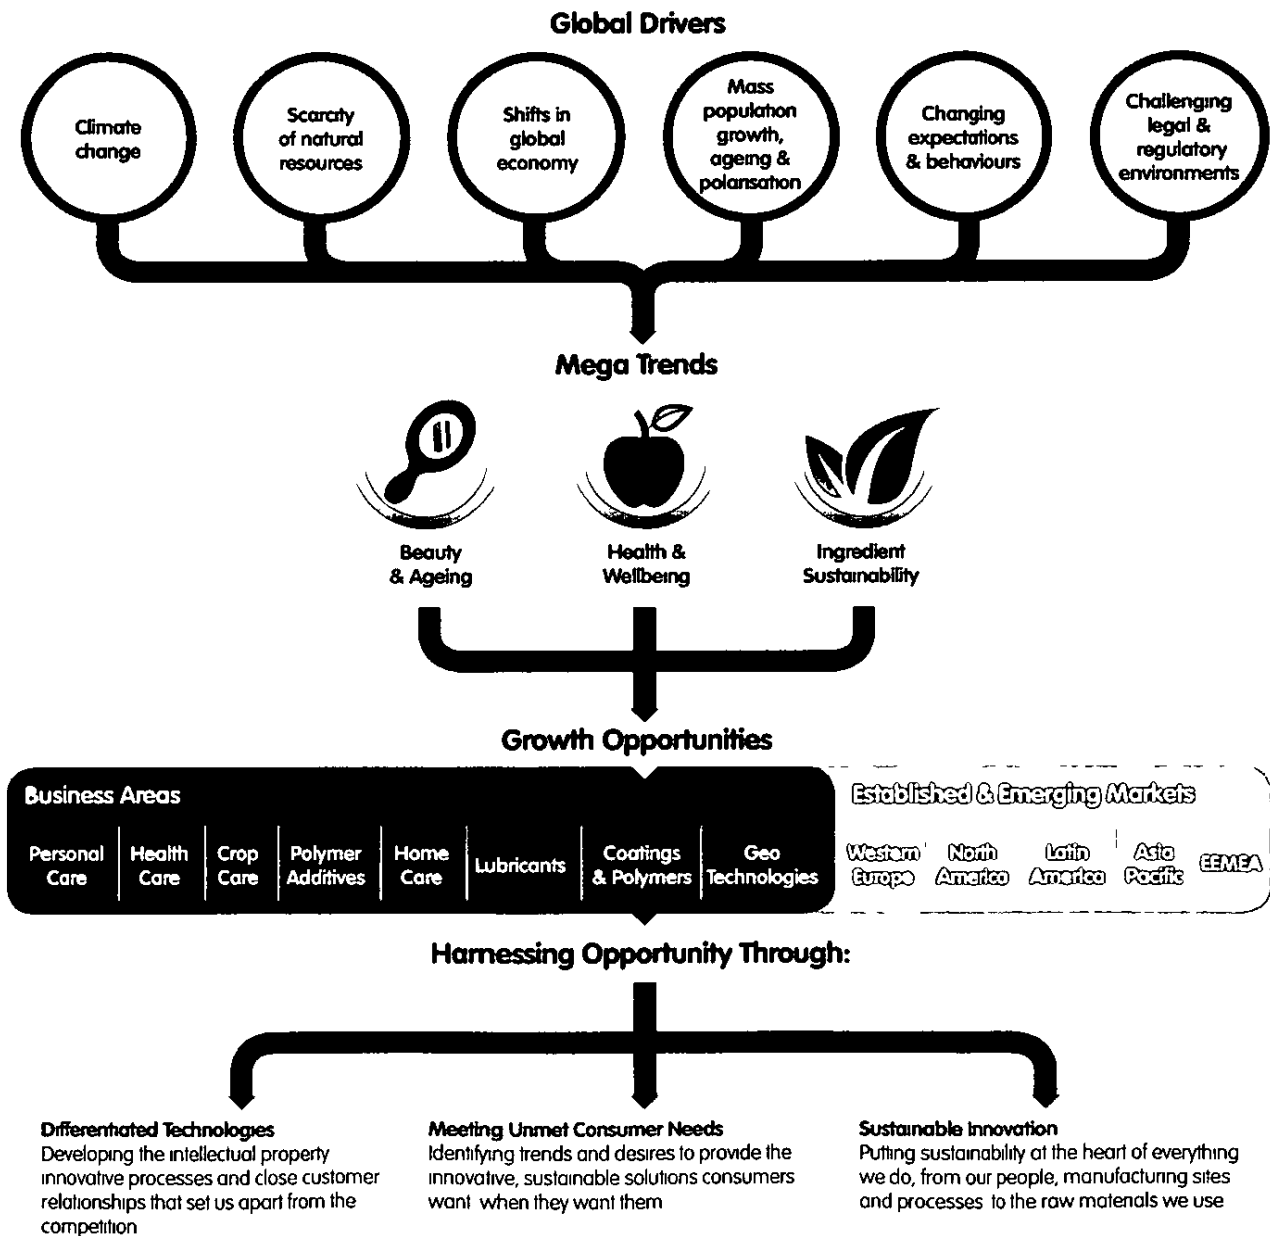 Global Drivers
Climate
change
Scarcity
of natural
resources
Shifts in
global
economy
Mass
population
growth,
ageing &
polarisation
Changing
expectations
& behaviours
Challenging
legal &
regulatory
environments
Mega Trends
Beauty
& Ageing
Health &
Wellbeing
Ingredient
Sustainability
Growth Opportunities
Business Areas
Personal
Care
Health
Care
Crop
Care
Polymer
Additives
Home
Care
Lubricants
Coatings
& Polymers
Geo
Technologies
Established & Emerging Markets
Western
Europe
North
America
Latin
America
Asia
Pacific
EEMEA
Harnessing Opportunity Through:
Differentiated Technologies
Developing the intellectual property
innovative processes and close customer
relationships that set us apart from the
competition
Meeting Unmet Consumer Needs
Identifying trends and desires to provide the
innovative, sustainable solutions consumers
want when they want them
Sustainable Innovation
Putting sustainability at the heart of everything
we do, from our people, manufacturing sites
and processes to the raw materials we use